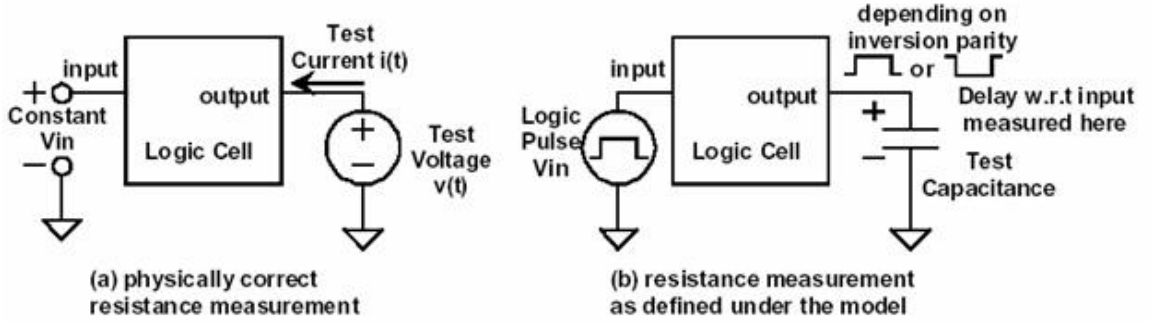 Test
Current i(t)
input
output
+
Constant
Vin
−
Logic Cell
+
−
Test
Voltage
v(t)
(a) physically correct
resistance measurement
depending on
inversion parity
or
input
output
Delay w.r.t input
measured here
Logic
Pulse
Vin
Logic Cell
+
−
Test
Capacitance
(b) resistance measurement
as defined under the model